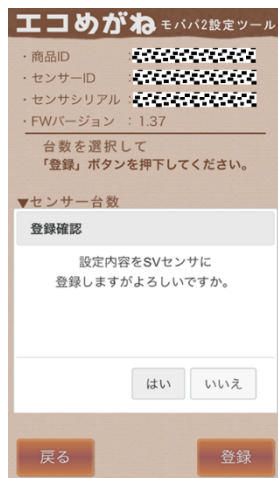 エコめがね モバパ2設定ツール
・商品ID :
・センサーID :
・センサシリアル :
・FWバージョン : 1.37
台数を選択して
「登録」ボタンを押下してください。
▼センサー台数
登録確認
設定内容をSVセンサに
登録しますがよろしいですか。
はい いいえ
戻る 登録